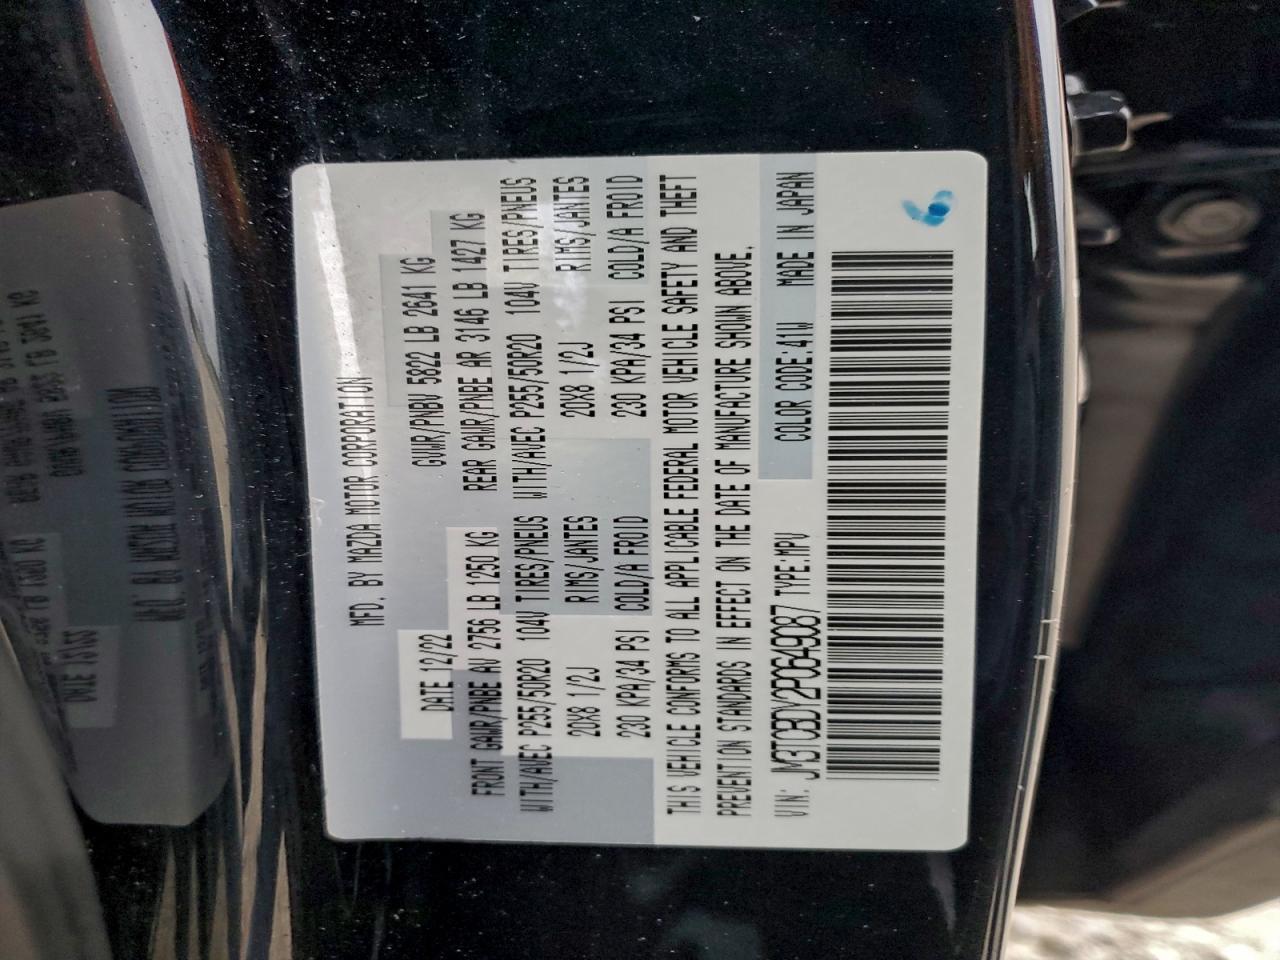 MFD. BY MAZDA MOTOR CORPORATION
DATE 12/22 GVWR/PNBV 5822 LB 2641 KG
FRONT GAWR/PNBE AV 2756 LB 1250 KG REAR GAWR/PNBE AR 3146 LB 1427 KG
WITH/AVEC P255/50R20 104V TIRES/PNEUS WITH/AVEC P255/50R20 104V TIRES/PNEUS
20X8 1/2J RIMS/JANTES 20X8 1/2J RIMS/JANTES
230 KPA/34 PSI COLD/A FROID 230 KPA/34 PSI COLD/A FROID
THIS VEHICLE CONFORMS TO ALL APPLICABLE FEDERAL MOTOR VEHICLE SAFETY AND THEFT
PREVENTION STANDARDS IN EFFECT ON THE DATE OF MANUFACTURE SHOWN ABOVE.
VIN: JM3TCBDY2P0649087 TYPE:MPV COLOR CODE:41W MADE IN JAPAN
6